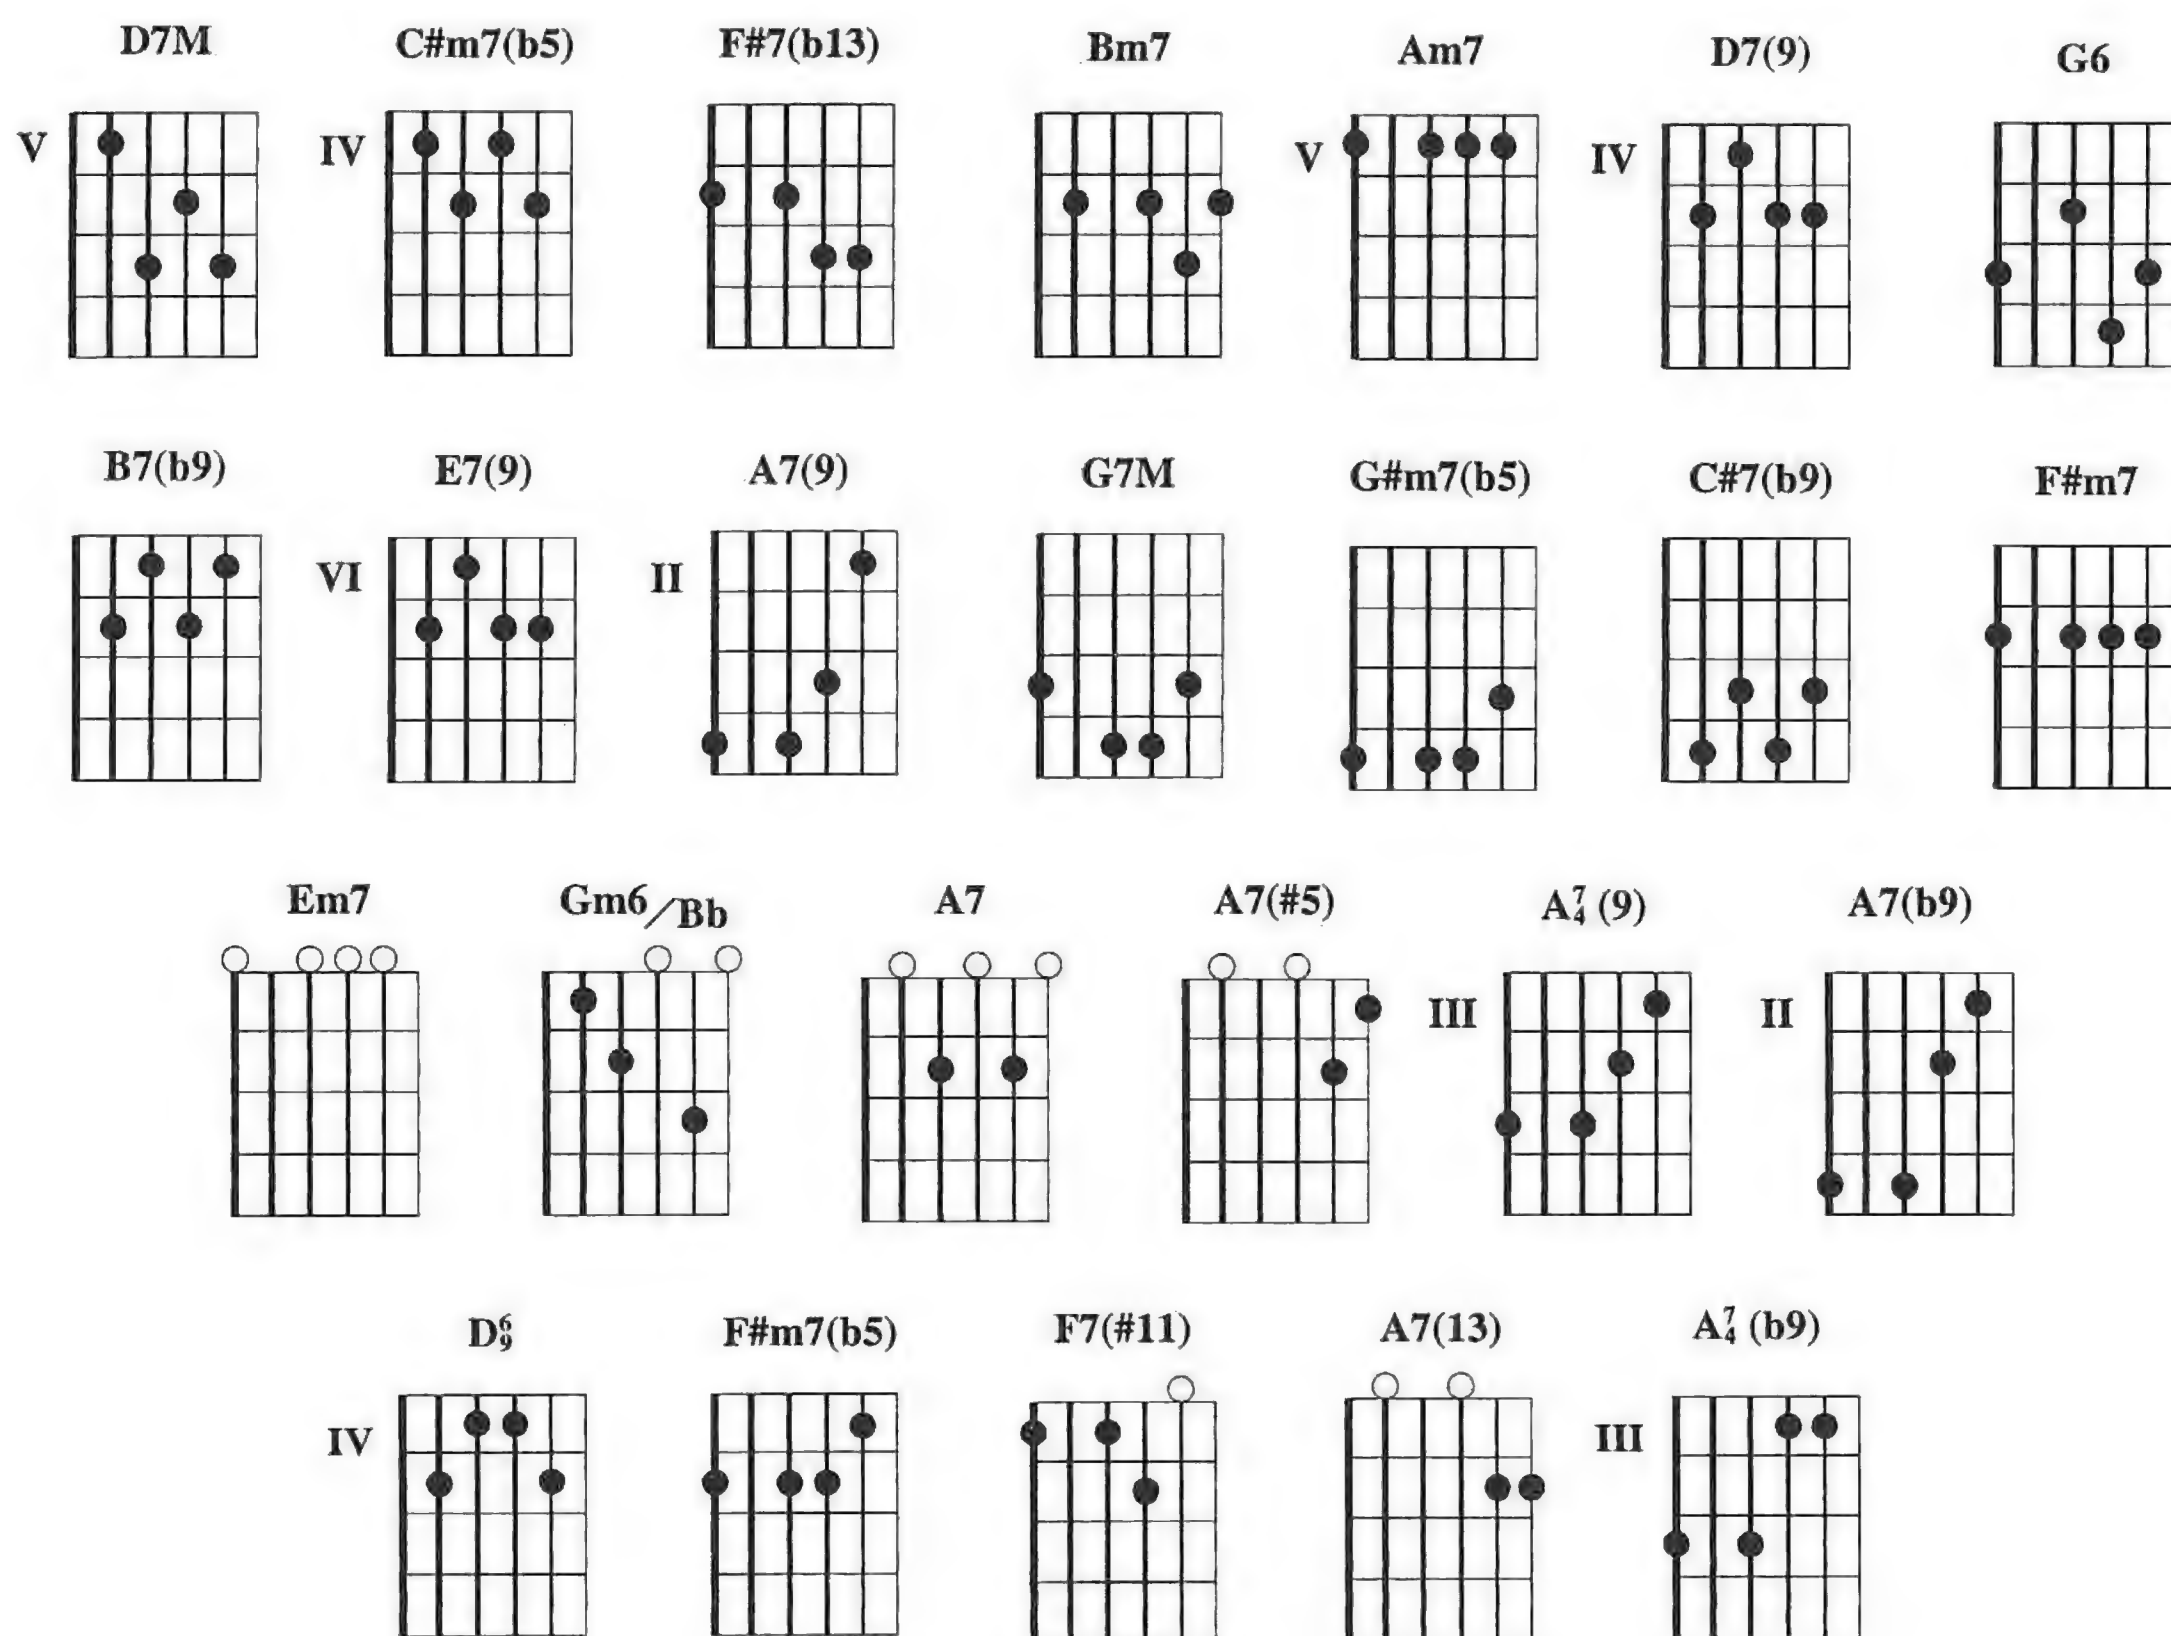 D7M C#m7(b5) F#7(b13) Bm7 Am7 D7(9) G6
V IV V IV
B7(b9) E7(9) A7(9) G7M G#m7(b5) C#7(b9) F#m7
VI II
Em7 Gm6/Bb A7 A7(#5) A7/4 (9) A7(b9)
III II
D6/9 F#m7(b5) F7(#11) A7(13) A7/4 (b9)
IV III